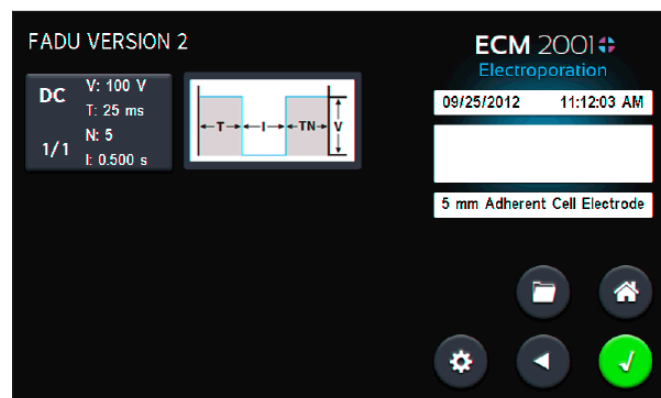 FADU VERSION 2
DC
1/1
V: 100 V
T: 25 ms
N: 5
I: 0.500 s
T I TN V
ECM 2001
Electroporation
09/25/2012 11:12:03 AM
5 mm Adherent Cell Electrode